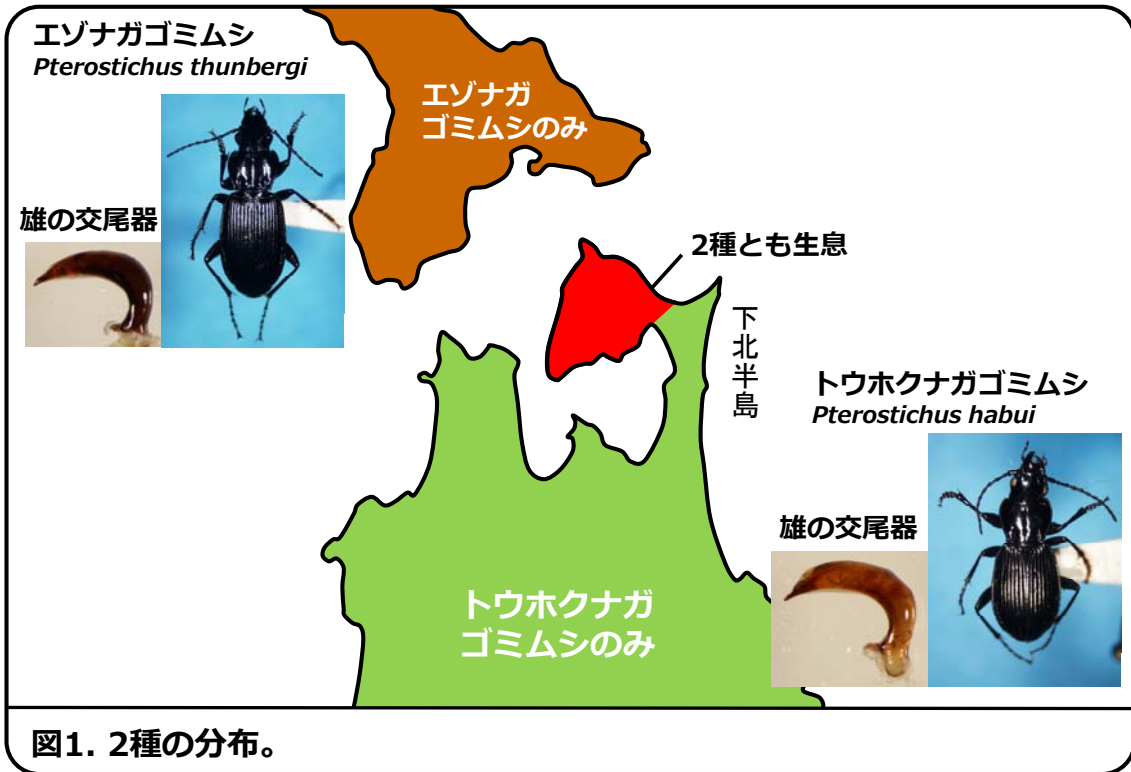 エゾナガゴミムシ
Pterostichus thunbergi
雄の交尾器
エゾナガ
ゴミムシのみ
2種とも生息
下北半島
トウホクナガゴミムシ
Pterostichus habui
雄の交尾器
トウホクナガ
ゴミムシのみ
図1. 2種の分布。